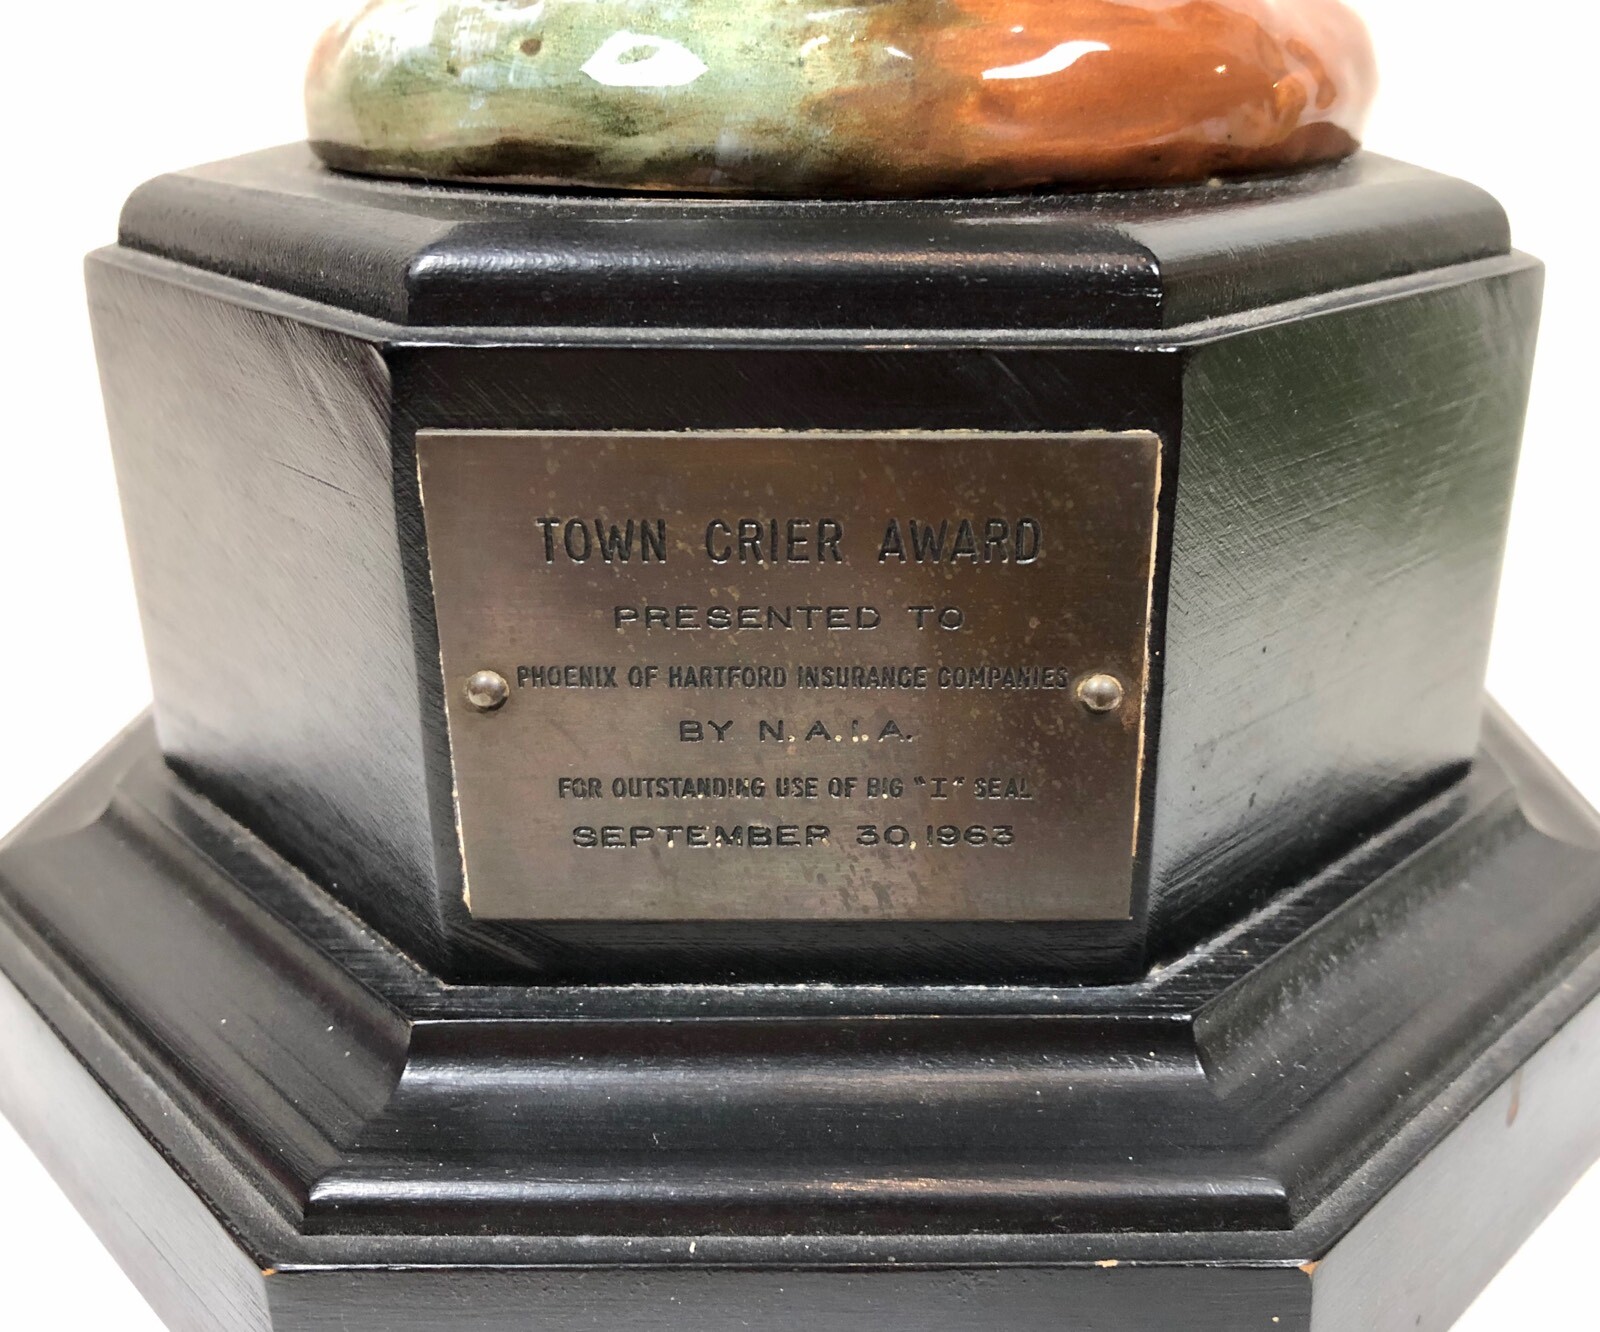 TOWN CRIER AWARD
PRESENTED TO
PHOENIX OF HARTFORD INSURANCE COMPANIES
BY N.A.I.A.
FOR OUTSTANDING USE OF BIG "I" SEAL
SEPTEMBER 30, 1963